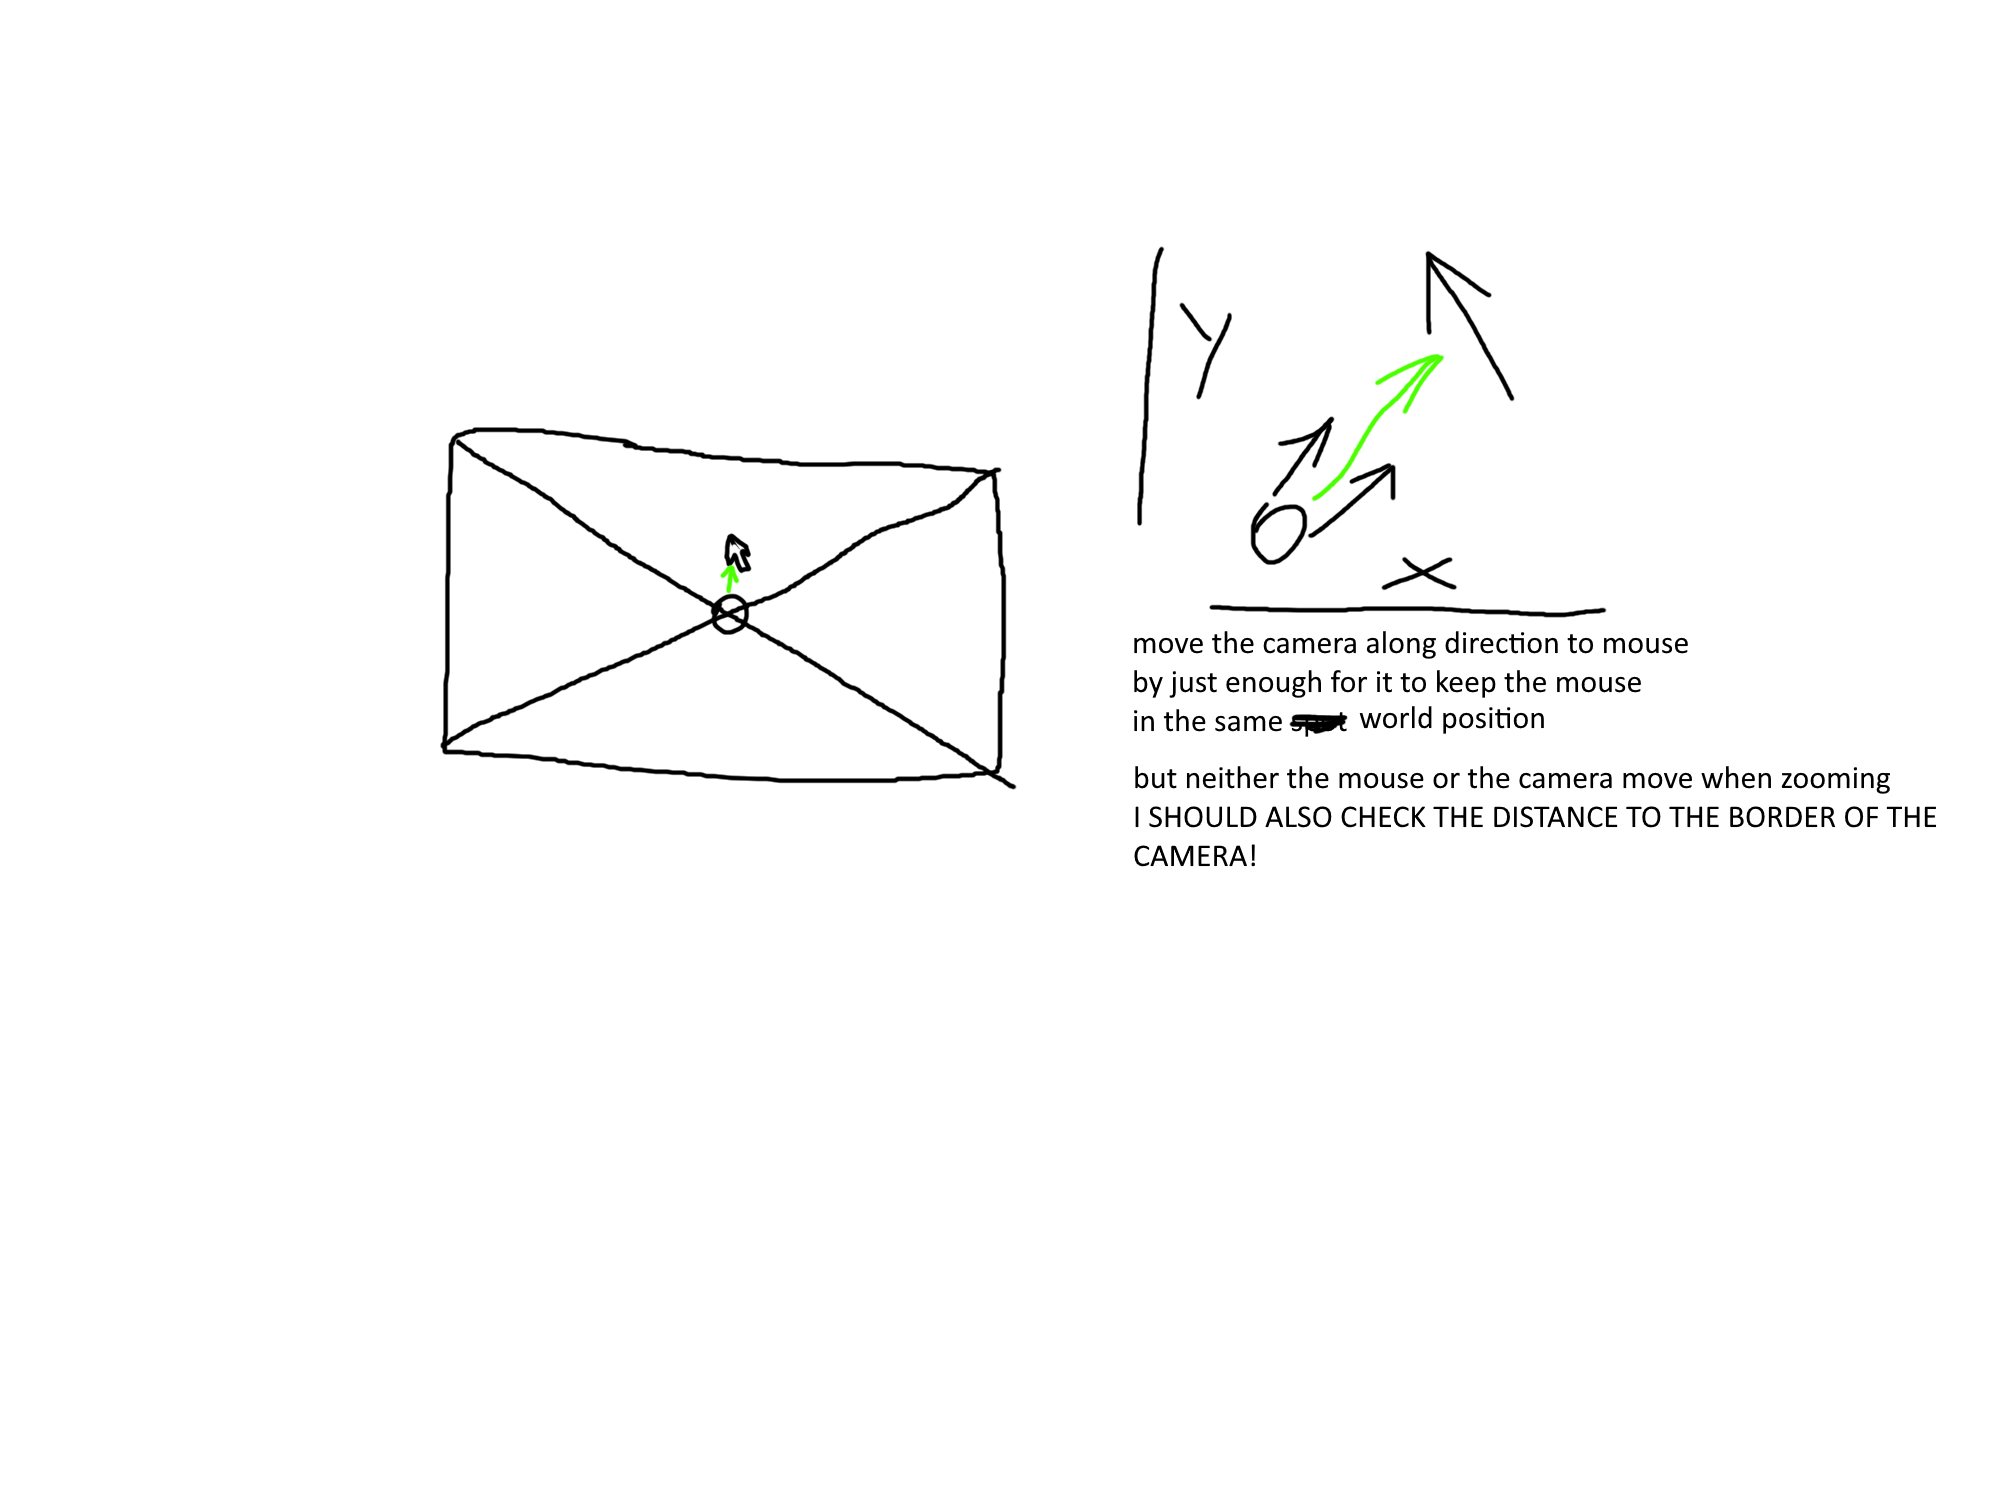 Y
X
move the camera along direction to mouse
by just enough for it to keep the mouse
in the same world position
but neither the mouse or the camera move when zooming
I SHOULD ALSO CHECK THE DISTANCE TO THE BORDER OF THE
CAMERA!